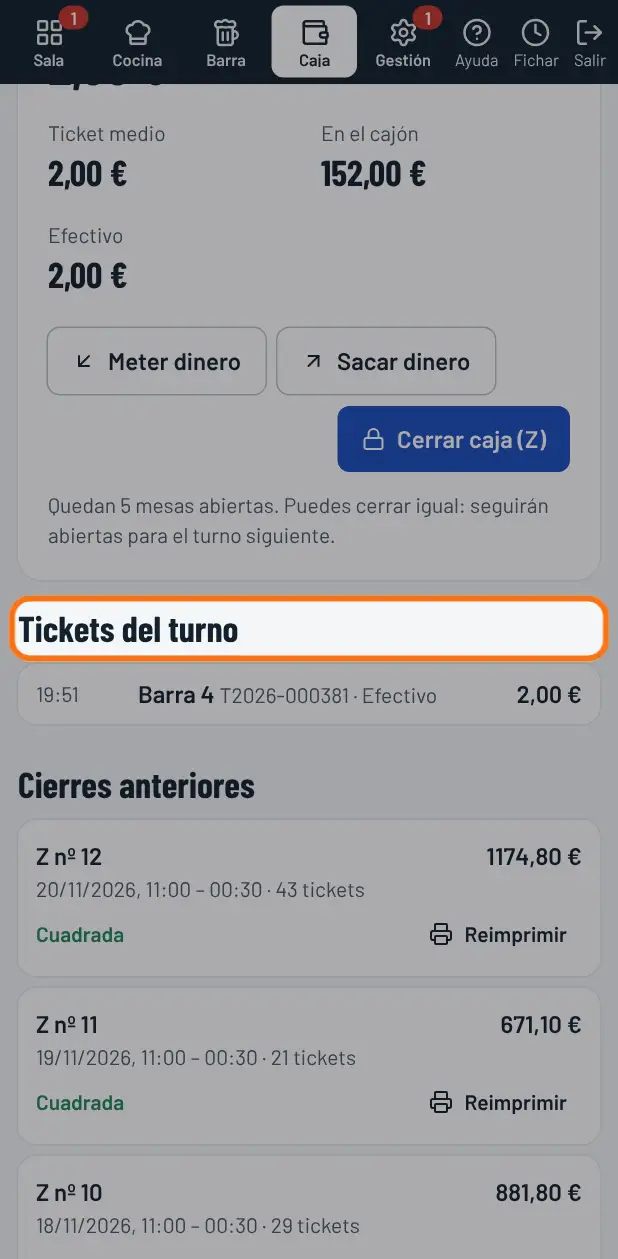 1
1
Sala
Cocina
Barra
Caja
Gestión
Ayuda
Fichar
Salir
Ticket medio
En el cajón
2,00 €
152,00 €
Efectivo
2,00 €
Meter dinero
Sacar dinero
Cerrar caja (Z)
Quedan 5 mesas abiertas. Puedes cerrar igual: seguirán
abiertas para el turno siguiente.
Tickets del turno
19:51 Barra 4 T2026-000381 · Efectivo 2,00 €
Cierres anteriores
Z nº 12 1174,80 €
20/11/2026, 11:00 – 00:30 · 43 tickets
Cuadrada Reimprimir
Z nº 11 671,10 €
19/11/2026, 11:00 – 00:30 · 21 tickets
Cuadrada Reimprimir
Z nº 10 881,80 €
18/11/2026, 11:00 – 00:30 · 29 tickets